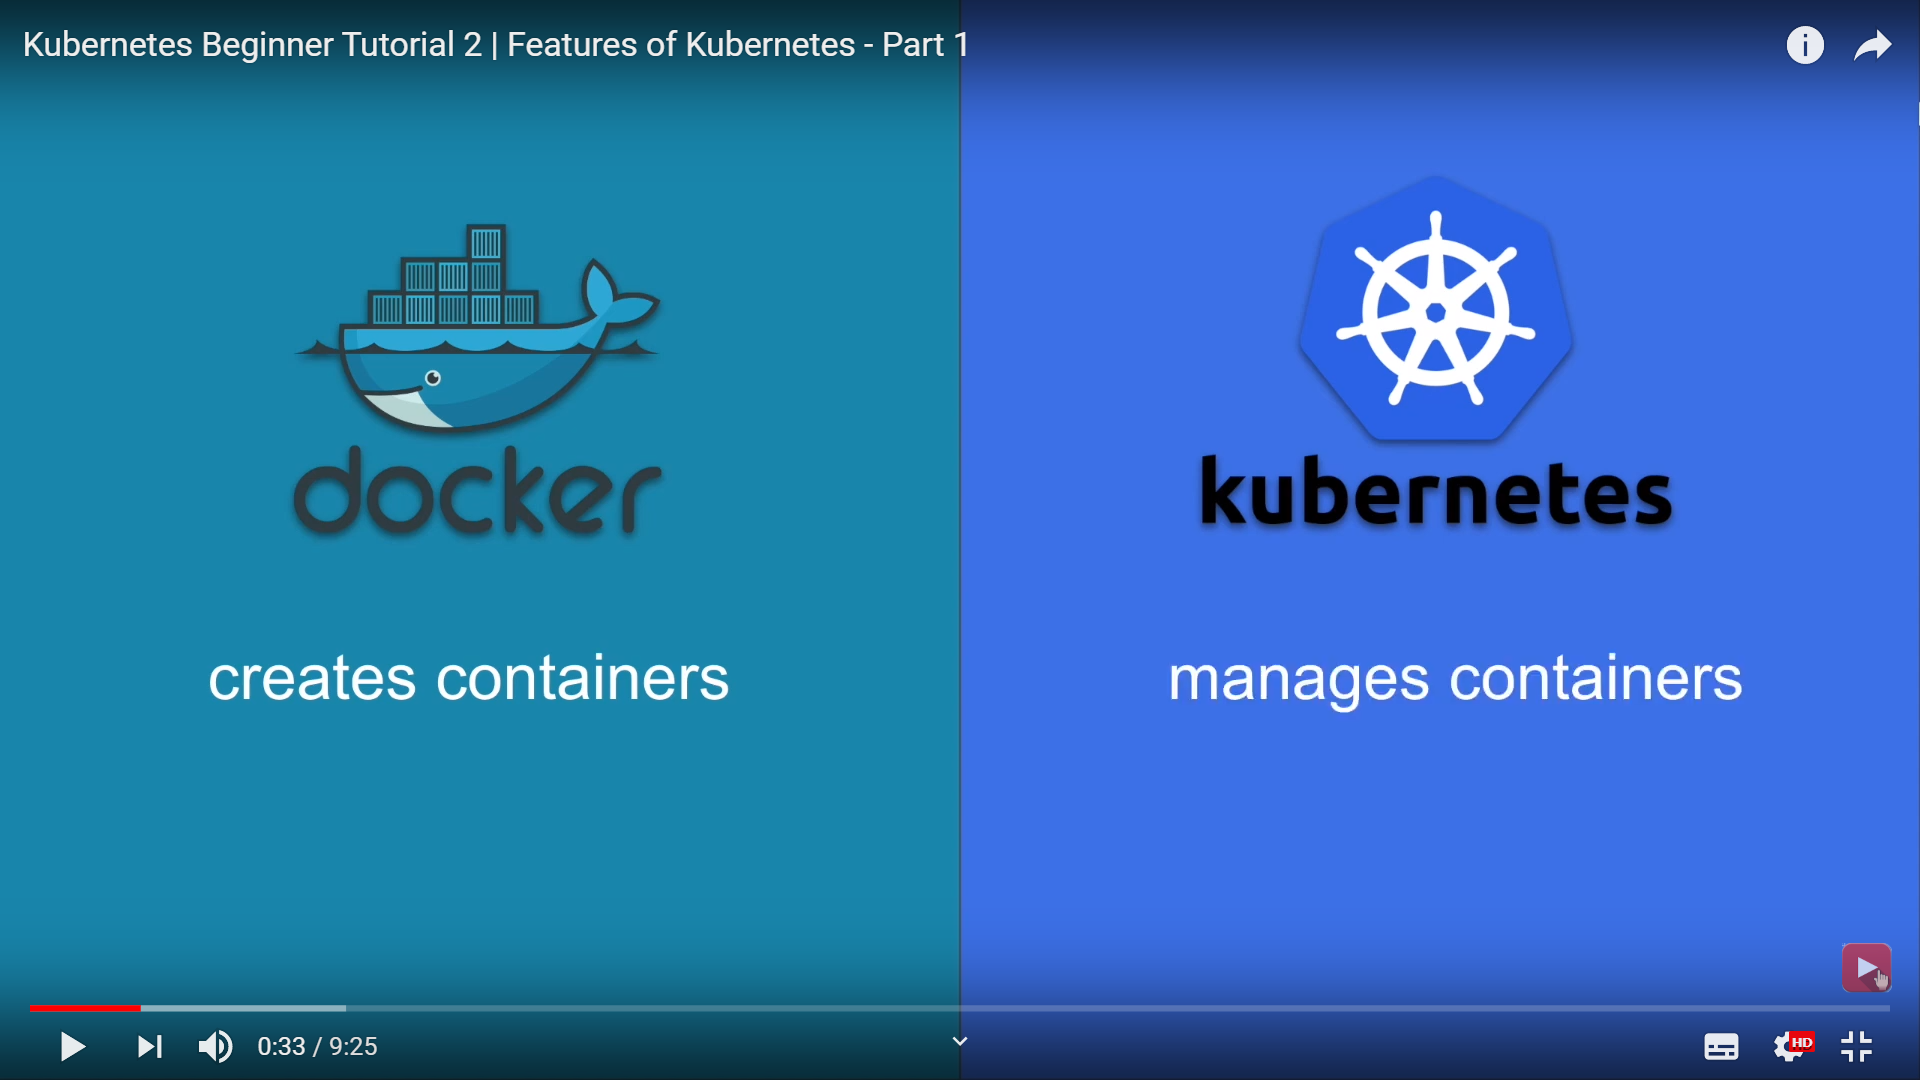 Kubernetes Beginner Tutorial 2 | Features of Kubernetes - Part 1
docker
kubernetes
creates containers
manages containers
0:33 / 9:25
HD